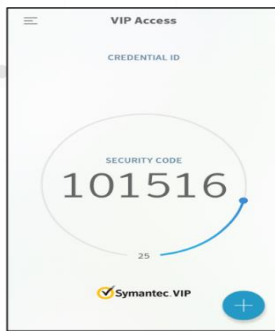 VIP Access
CREDENTIAL ID
SECURITY CODE
101516
25
Symantec VIP